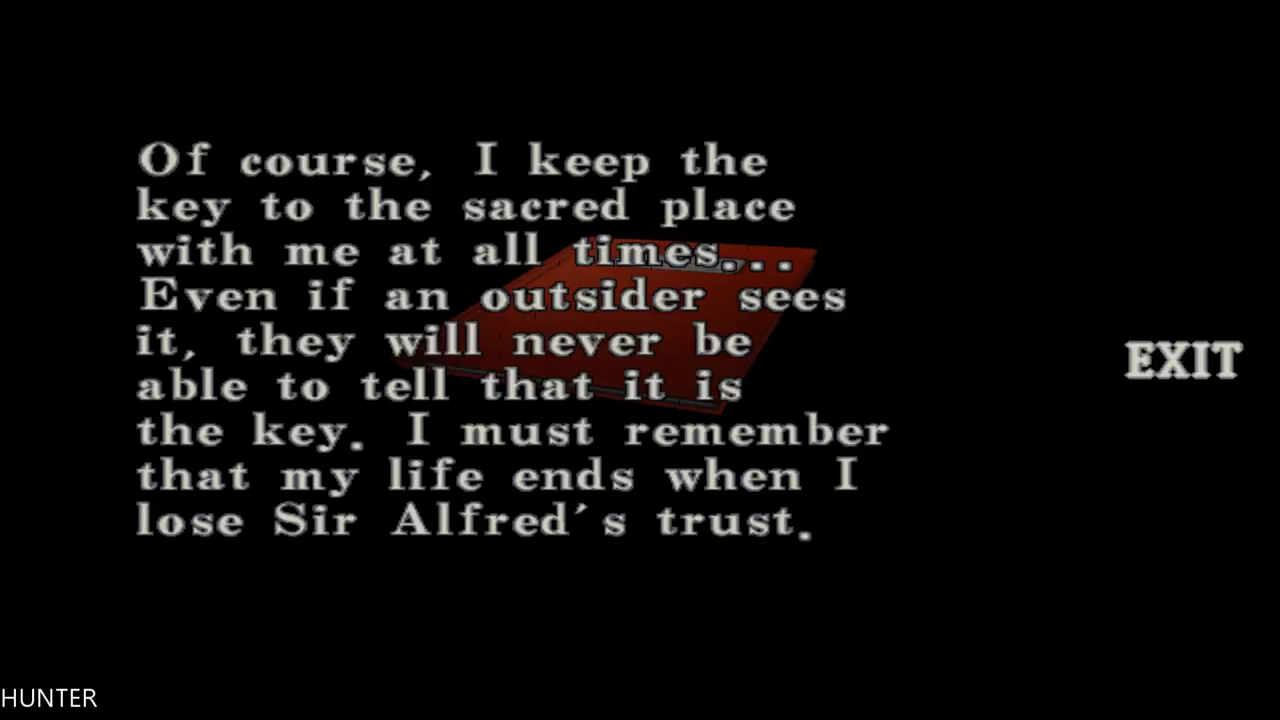 Of course, I keep the
key to the sacred place
with me at all times...
Even if an outsider sees
it, they will never be
able to tell that it is
the key. I must remember
that my life ends when I
lose Sir Alfred's trust.
EXIT
HUNTER